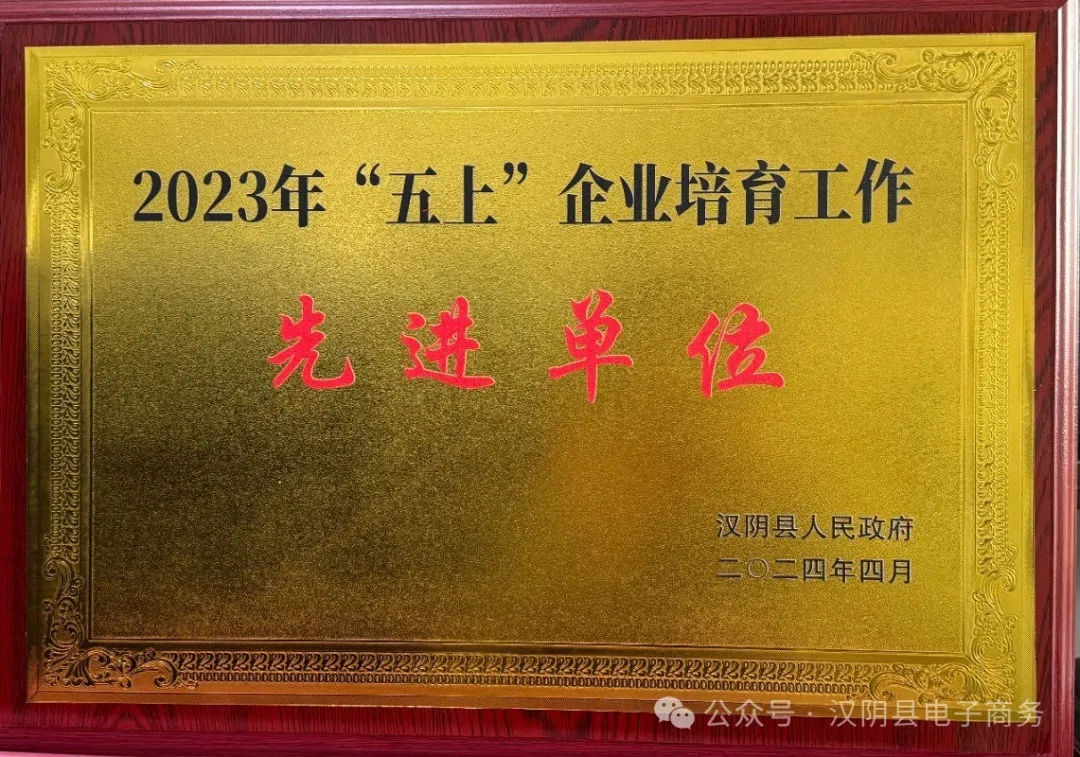 2023年“五上”企业培育工作
先进单位
汉阴县人民政府
二〇二四年四月
公众号·汉阴县电子商务